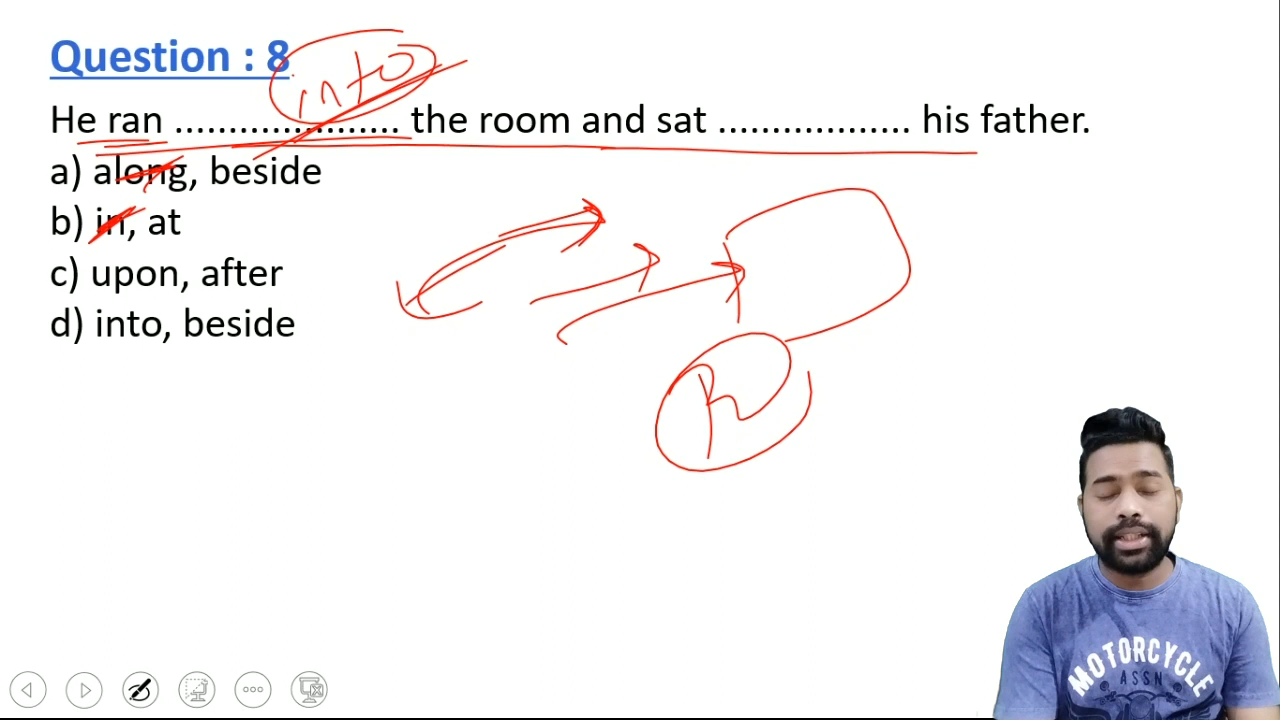 Question : 8
into
He ran ..................... the room and sat .................. his father.
a) along, beside
b) in, at
c) upon, after
d) into, beside
R
MOTORCYCLE
ASSN